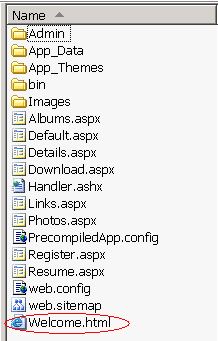 Name
Admin
App_Data
App_Themes
bin
Images
Albums.aspx
Default.aspx
Details.aspx
Download.aspx
Handler.ashx
Links.aspx
Photos.aspx
PrecompiledApp.config
Register.aspx
Resume.aspx
web.config
web.sitemap
Welcome.html